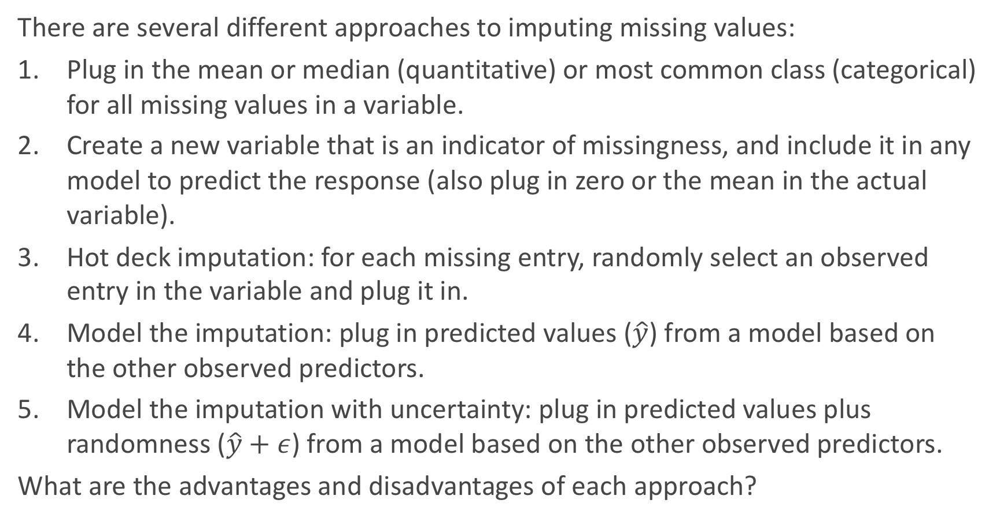 There are several different approaches to imputing missing values:
1. Plug in the mean or median (quantitative) or most common class (categorical)
for all missing values in a variable.
2. Create a new variable that is an indicator of missingness, and include it in any
model to predict the response (also plug in zero or the mean in the actual
variable).
3. Hot deck imputation: for each missing entry, randomly select an observed
entry in the variable and plug it in.
4. Model the imputation: plug in predicted values (ŷ) from a model based on
the other observed predictors.
5. Model the imputation with uncertainty: plug in predicted values plus
randomness (ŷ + ϵ) from a model based on the other observed predictors.
What are the advantages and disadvantages of each approach?